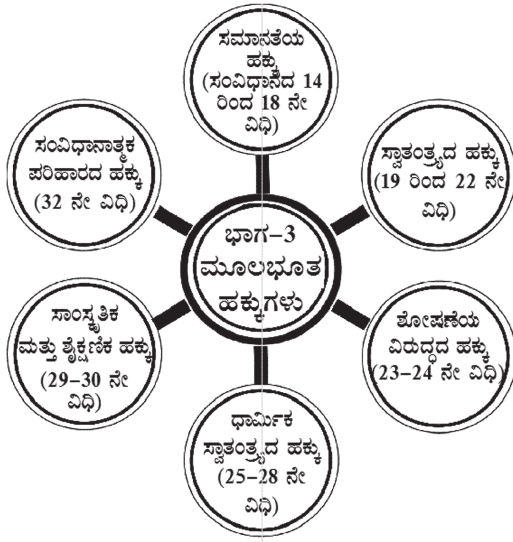 ಸಮಾನತೆಯ
ಹಕ್ಕು
(ಸಂವಿಧಾನದ 14
ರಿಂದ 18 ನೇ
ವಿಧಿ)
ಸ್ವಾತಂತ್ರ್ಯದ ಹಕ್ಕು
(19 ರಿಂದ 22 ನೇ
ವಿಧಿ)
ಶೋಷಣೆಯ
ವಿರುದ್ಧದ ಹಕ್ಕು
(23-24 ನೇ ವಿಧಿ)
ಧಾರ್ಮಿಕ
ಸ್ವಾತಂತ್ರ್ಯದ ಹಕ್ಕು
(25-28 ನೇ
ವಿಧಿ)
ಸಾಂಸ್ಕೃತಿಕ
ಮತ್ತು ಶೈಕ್ಷಣಿಕ ಹಕ್ಕು
(29-30 ನೇ
ವಿಧಿ)
ಸಂವಿಧಾನಾತ್ಮಕ
ಪರಿಹಾರದ ಹಕ್ಕು
(32 ನೇ ವಿಧಿ)
ಭಾಗ-3
ಮೂಲಭೂತ
ಹಕ್ಕುಗಳು